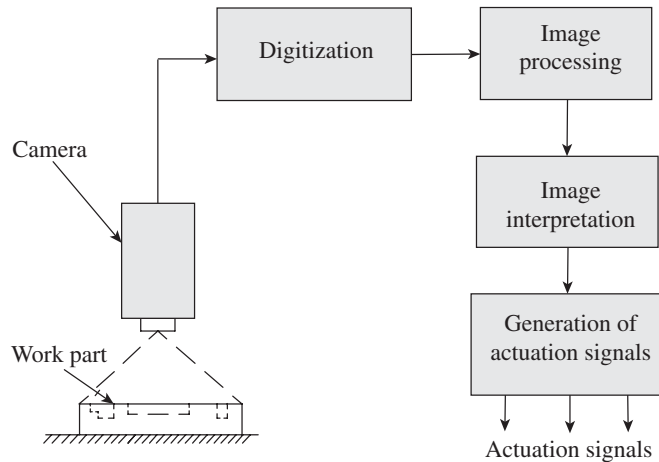 Digitization
Image
processing
Camera
Image
interpretation
Generation of
actuation signals
Work part
Actuation signals